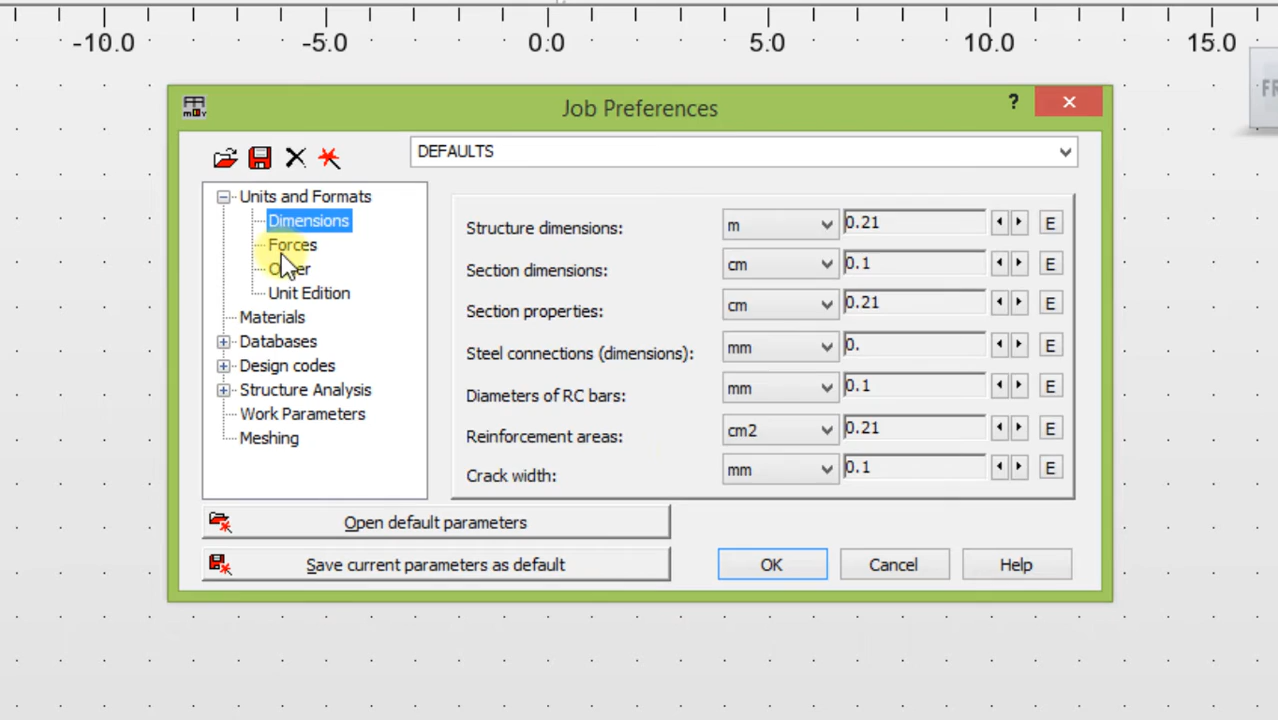 -10.0 -5.0 0.0 5.0 10.0 15.0
FR
Job Preferences
?
DEFAULTS
Units and Formats
Dimensions
Forces
Unit Edition
Materials
Databases
Design codes
Structure Analysis
Work Parameters
Meshing
Structure dimensions: m 0.21 E
Section dimensions: cm 0.1 E
Section properties: cm 0.21 E
Steel connections (dimensions): mm 0. E
Diameters of RC bars: mm 0.1 E
Reinforcement areas: cm2 0.21 E
Crack width: mm 0.1 E
Open default parameters
Save current parameters as default
OK Cancel Help